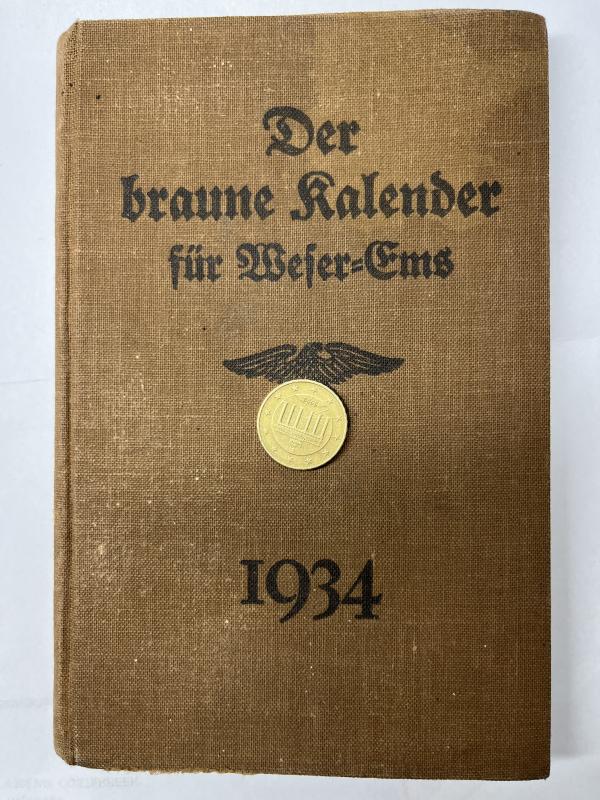 Der
braune Kalender
für Weser-Ems
1934